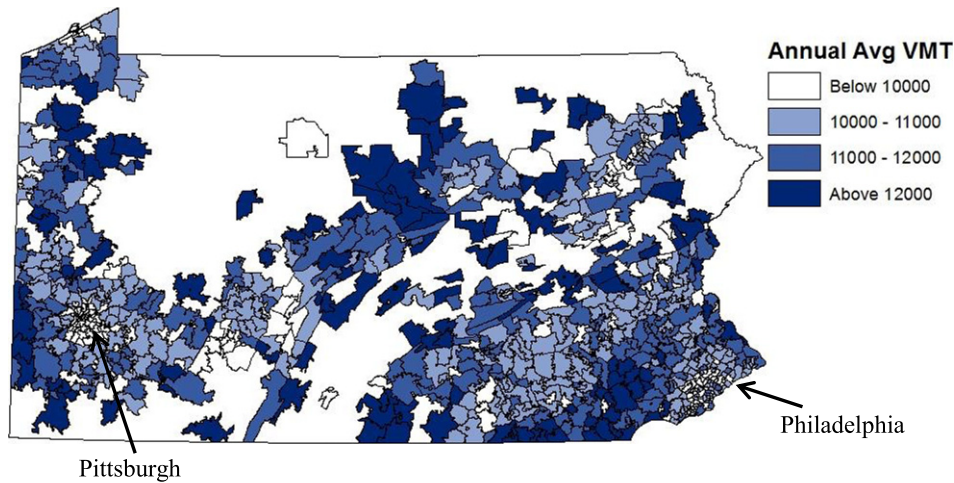 Annual Avg VMT
Below 10000
10000 - 11000
11000 - 12000
Above 12000
Philadelphia
Pittsburgh